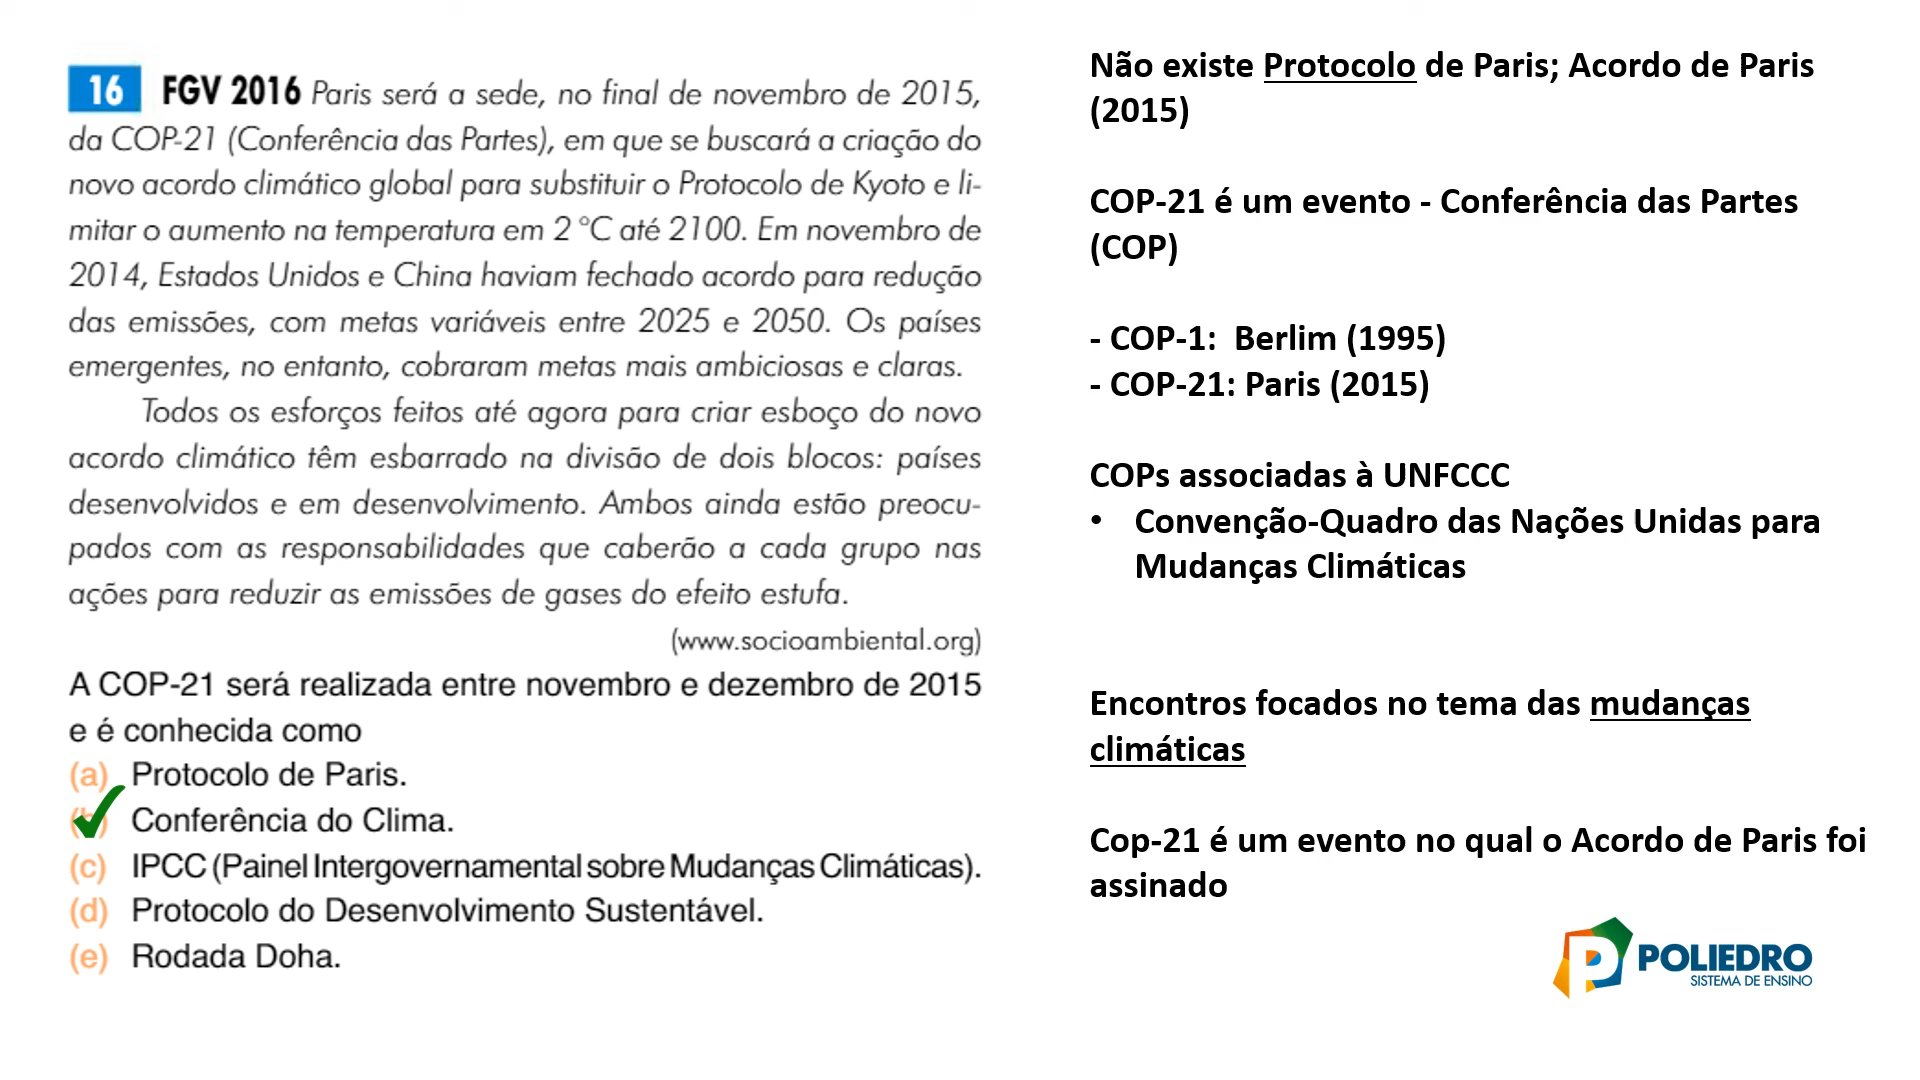 16 FGV 2016 Paris será a sede, no final de novembro de 2015,
da COP-21 (Conferência das Partes), em que se buscará a criação do
novo acordo climático global para substituir o Protocolo de Kyoto e li-
mitar o aumento na temperatura em 2 °C até 2100. Em novembro de
2014, Estados Unidos e China haviam fechado acordo para redução
das emissões, com metas variáveis entre 2025 e 2050. Os países
emergentes, no entanto, cobraram metas mais ambiciosas e claras.
Todos os esforços feitos até agora para criar esboço do novo
acordo climático têm esbarrado na divisão de dois blocos: países
desenvolvidos e em desenvolvimento. Ambos ainda estão preocu-
pados com as responsabilidades que caberão a cada grupo nas
ações para reduzir as emissões de gases do efeito estufa.
(www.socioambiental.org)
A COP-21 será realizada entre novembro e dezembro de 2015
e é conhecida como
(a) Protocolo de Paris.
(b) Conferência do Clima.
(c) IPCC (Painel Intergovernamental sobre Mudanças Climáticas).
(d) Protocolo do Desenvolvimento Sustentável.
(e) Rodada Doha.
Não existe Protocolo de Paris; Acordo de Paris
(2015)
COP-21 é um evento - Conferência das Partes
(COP)
- COP-1: Berlim (1995)
- COP-21: Paris (2015)
COPs associadas à UNFCCC
• Convenção-Quadro das Nações Unidas para
Mudanças Climáticas
Encontros focados no tema das mudanças
climáticas
Cop-21 é um evento no qual o Acordo de Paris foi
assinado
POLIEDRO
SISTEMA DE ENSINO